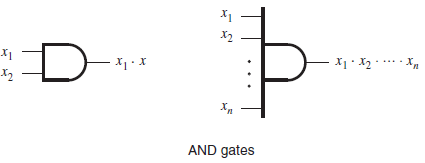 x₁
x₂
x₁ · x
x₁
x₂
xₙ
x₁ · x₂ · ··· · xₙ
AND gates